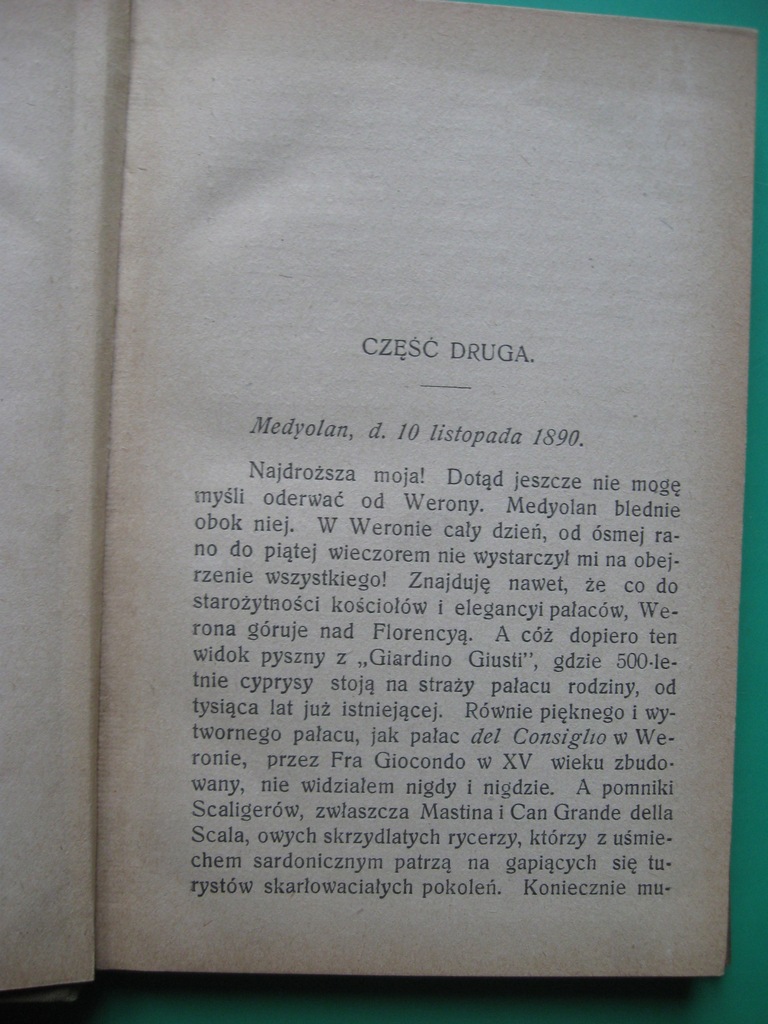 CZĘŚĆ DRUGA.
Medyolan, d. 10 listopada 1890.
Najdroższa moja! Dotąd jeszcze nie mogę
myśli oderwać od Werony. Medyolan blednie
obok niej. W Weronie cały dzień, od ósmej ra-
no do piątej wieczorem nie wystarczył mi na obej-
rzenie wszystkiego! Znajduję nawet, że co do
starożytności kościołów i elegancyi pałaców, We-
rona góruje nad Florencyą. A cóż dopiero ten
widok pyszny z „Giardino Giusti”, gdzie 500-le-
tnie cyprysy stoją na straży pałacu rodziny, od
tysiąca lat już istniejącej. Równie pięknego i wy-
twornego pałacu, jak pałac del Consiglio w We-
ronie, przez Fra Giocondo w XV wieku zbudo-
wany, nie widziałem nigdy i nigdzie. A pomniki
Scaligerów, zwłaszcza Mastina i Can Grande della
Scala, owych skrzydlatych rycerzy, którzy z uśmie-
chem sardonicznym patrzą na gapiących się tu-
rystów skarłowaciałych pokoleń. Koniecznie mu-